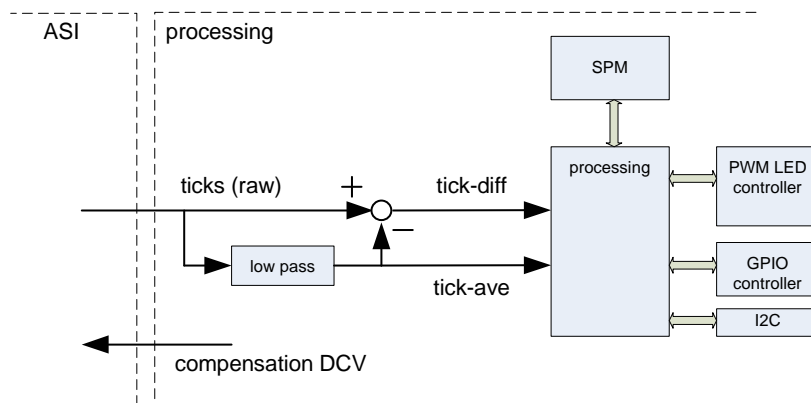 ASI
processing
SPM
processing
PWM LED
controller
ticks (raw)
+
tick-diff
−
low pass
tick-ave
GPIO
controller
I2C
compensation DCV